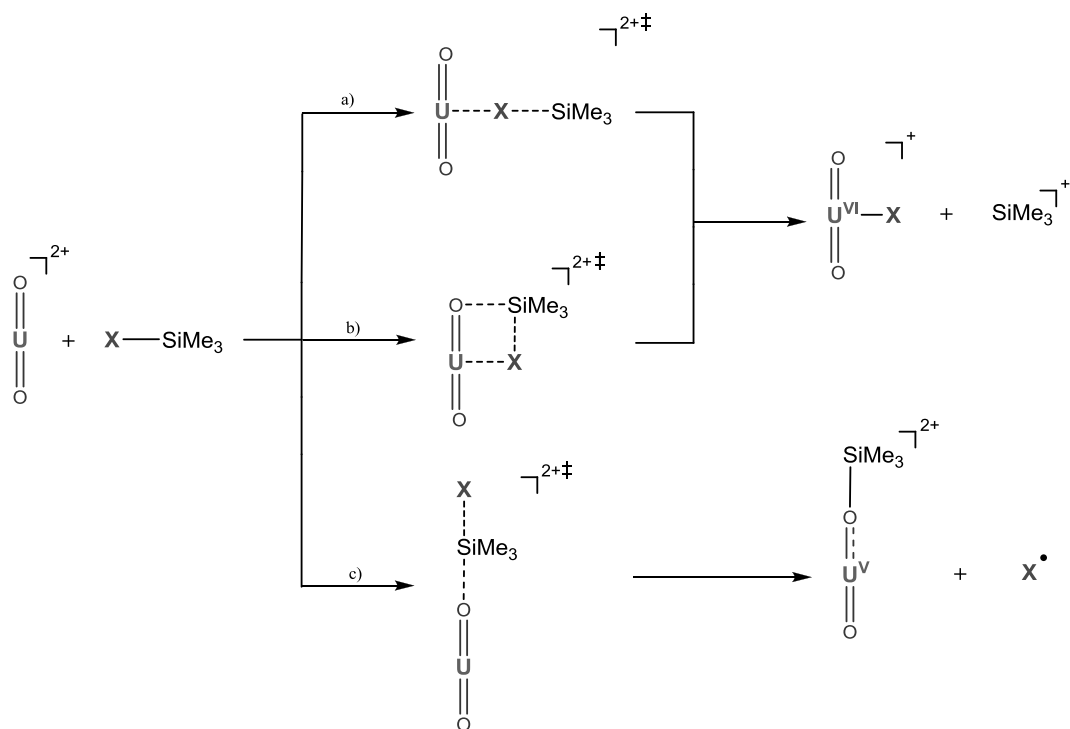 O
U
O
2+
+
X SiMe3
a)
O
U X SiMe3
O
2+‡
b)
O SiMe3
U X
O
2+‡
c)
X
SiMe3
O
U
O
2+‡
O
UVI X
O
+
+
SiMe3
+
SiMe3
O
UV
O
2+
+
X•